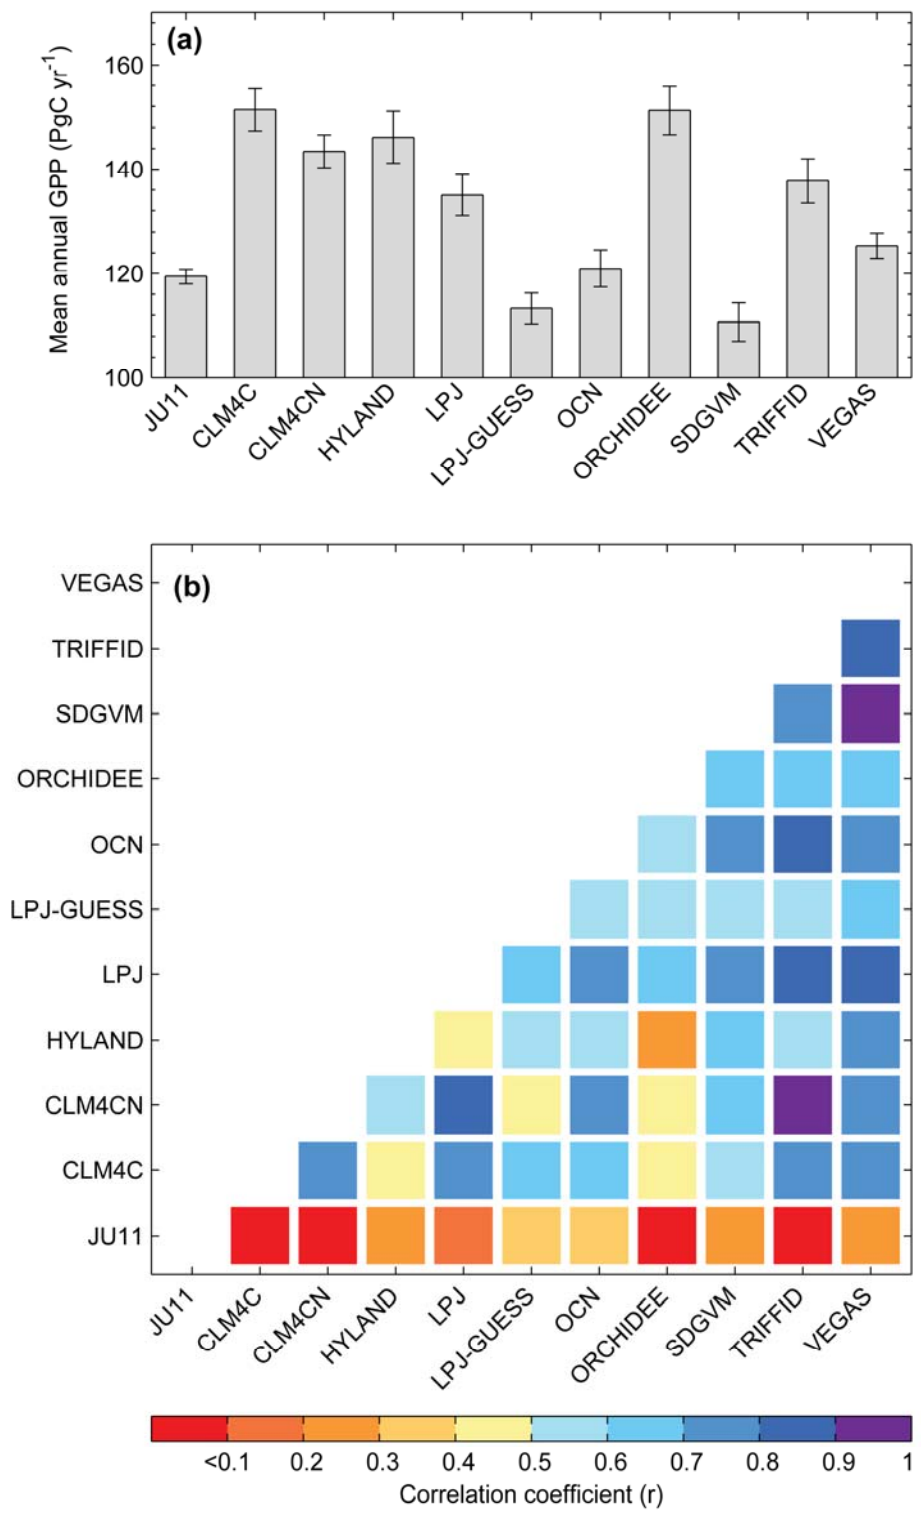 (a)
Mean annual GPP (PgC yr⁻¹)
160
140
120
100
JU11 CLM4C CLM4CN HYLAND LPJ LPJ-GUESS OCN ORCHIDEE SDGVM TRIFFID VEGAS
(b)
VEGAS
TRIFFID
SDGVM
ORCHIDEE
OCN
LPJ-GUESS
LPJ
HYLAND
CLM4CN
CLM4C
JU11
JU11 CLM4C CLM4CN HYLAND LPJ LPJ-GUESS OCN ORCHIDEE SDGVM TRIFFID VEGAS
<0.1 0.2 0.3 0.4 0.5 0.6 0.7 0.8 0.9 1
Correlation coefficient (r)